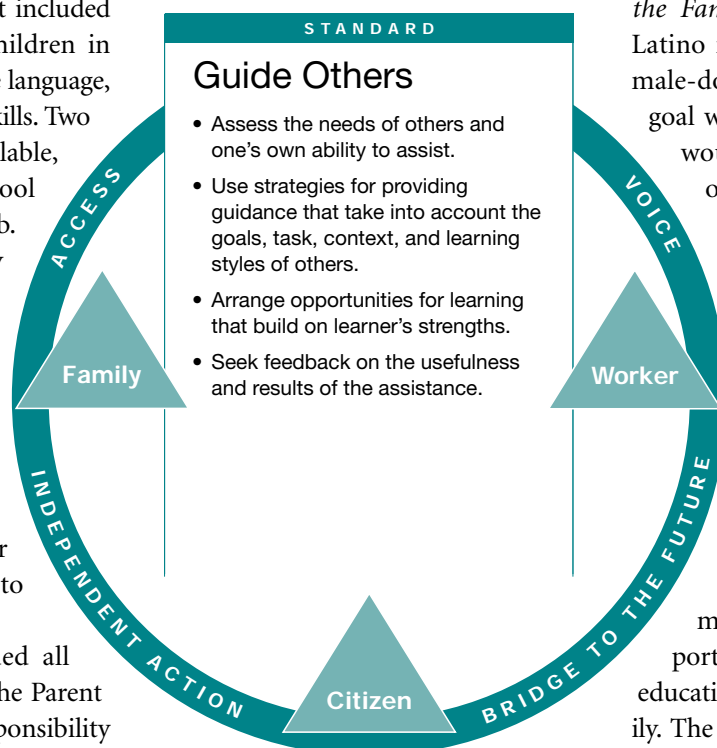 t included
hildren in
e language,
kills. Two
lable,
ool
b.
r
to
ed all
he Parent
ponsibility
STANDARD
Guide Others
• Assess the needs of others and
one's own ability to assist.
• Use strategies for providing
guidance that take into account the
goals, task, context, and learning
styles of others.
• Arrange opportunities for learning
that build on learner's strengths.
• Seek feedback on the usefulness
and results of the assistance.
ACCESS
VOICE
Family
Worker
INDEPENDENT ACTION
BRIDGE TO THE FUTURE
Citizen
the Fam
Latino
male-do
goal w
wou
o
m
port
educati
ily. The